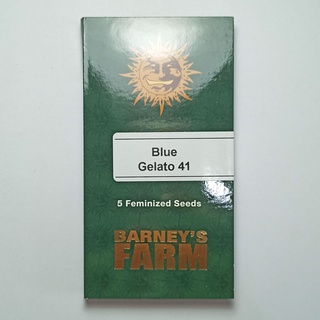 Blue
Gelato 41
5 Feminized Seeds
BARNEY'S
FARM